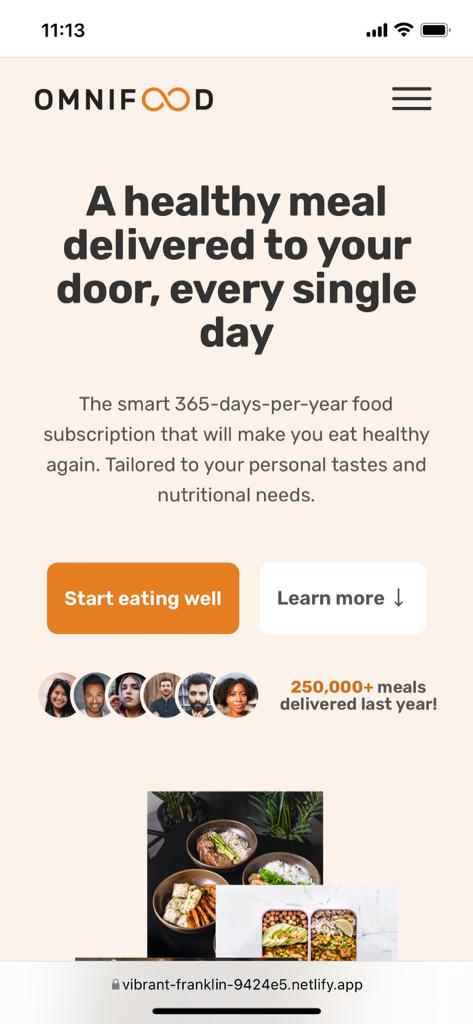 11:13
OMNIFOOD
A healthy meal
delivered to your
door, every single
day
The smart 365-days-per-year food
subscription that will make you eat healthy
again. Tailored to your personal tastes and
nutritional needs.
Start eating well
Learn more ↓
250,000+ meals
delivered last year!
vibrant-franklin-9424e5.netlify.app